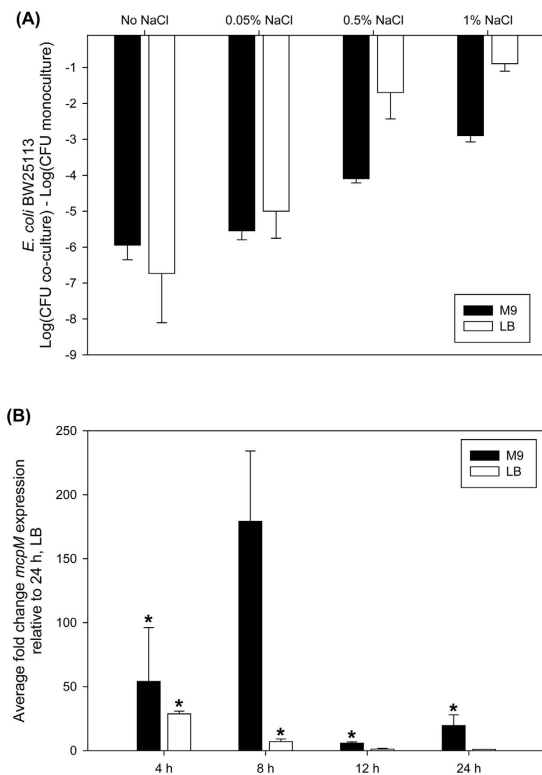 (A)
No NaCl 0.05% NaCl 0.5% NaCl 1% NaCl
E. coli BW25113
Log(CFU co-culture) - Log(CFU monoculture)
-1
-2
-3
-4
-5
-6
-7
-8
-9
M9
LB
(B)
Average fold change mcpM expression
relative to 24 h, LB
250
200
150
100
50
0
M9
LB
*
*
*
*
*
4 h 8 h 12 h 24 h